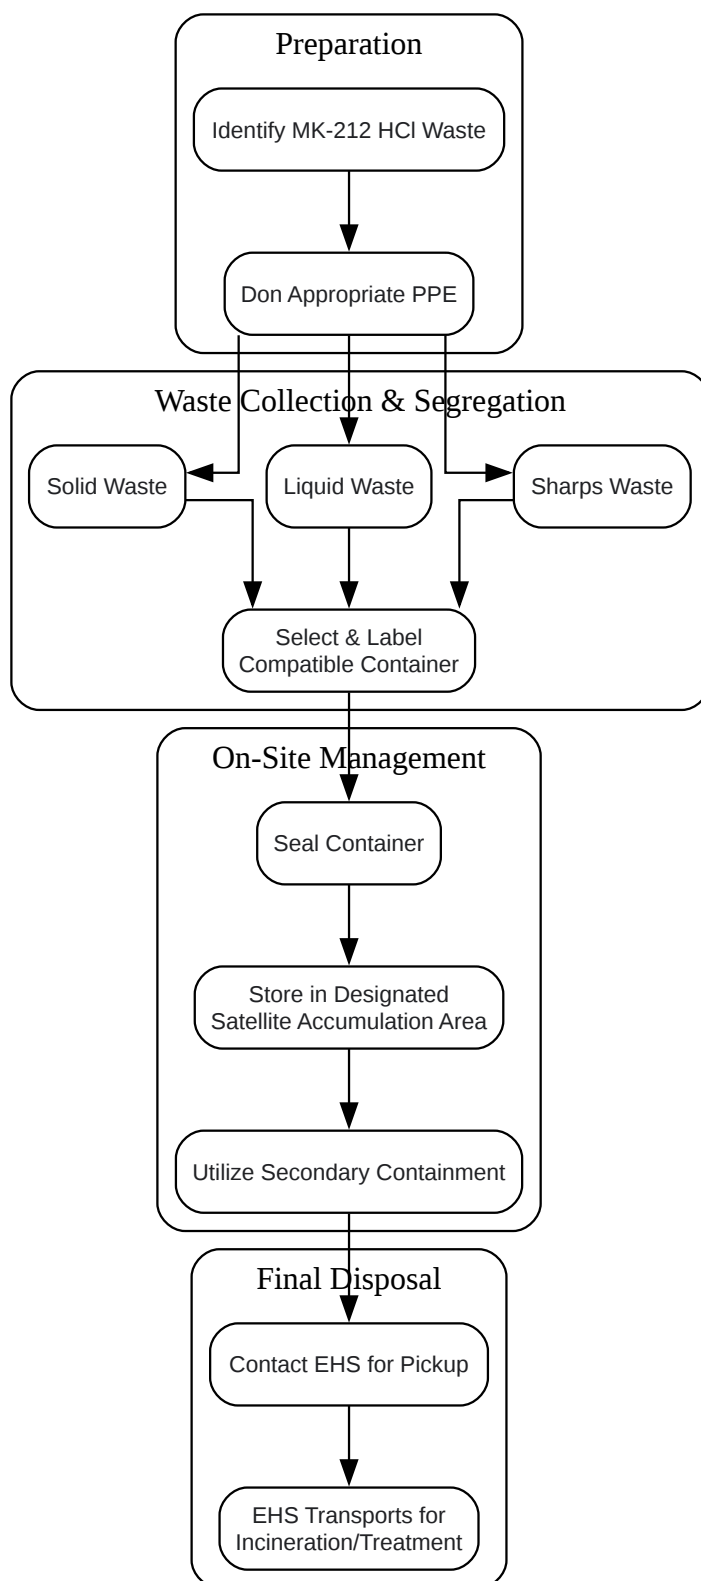 Preparation
Identify MK-212 HCl Waste
Don Appropriate PPE
Waste Collection & Segregation
Solid Waste
Liquid Waste
Sharps Waste
Select & Label
Compatible Container
On-Site Management
Seal Container
Store in Designated
Satellite Accumulation Area
Utilize Secondary Containment
Final Disposal
Contact EHS for Pickup
EHS Transports for
Incineration/Treatment